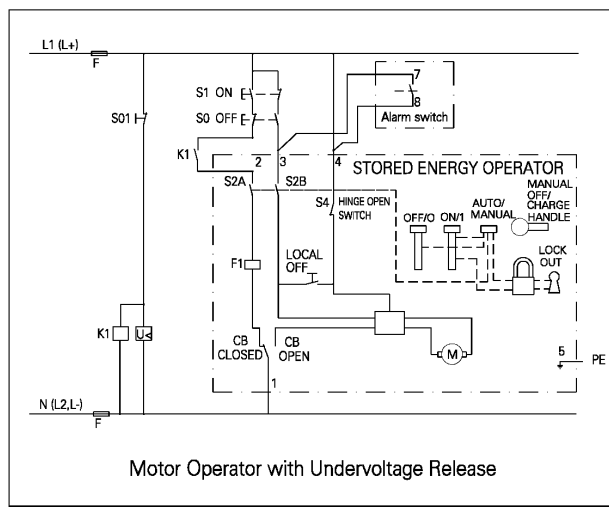 L1 (L+)
F
S1 ON
S01
S0 OFF
7
8
Alarm switch
K1
2
3
4
STORED ENERGY OPERATOR
S2A
S2B
S4
HINGE OPEN
SWITCH
OFF/O
ON/1
AUTO/
MANUAL
MANUAL
OFF/
CHARGE
HANDLE
LOCK
OUT
F1
LOCAL
OFF
K1
U<
CB
CLOSED
CB
OPEN
M
5
PE
1
N (L2,L-)
F
Motor Operator with Undervoltage Release